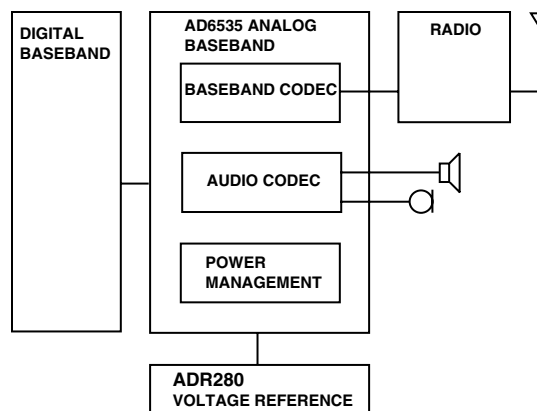 DIGITAL
BASEBAND
AD6535 ANALOG
BASEBAND
BASEBAND CODEC
AUDIO CODEC
POWER
MANAGEMENT
RADIO
ADR280
VOLTAGE REFERENCE